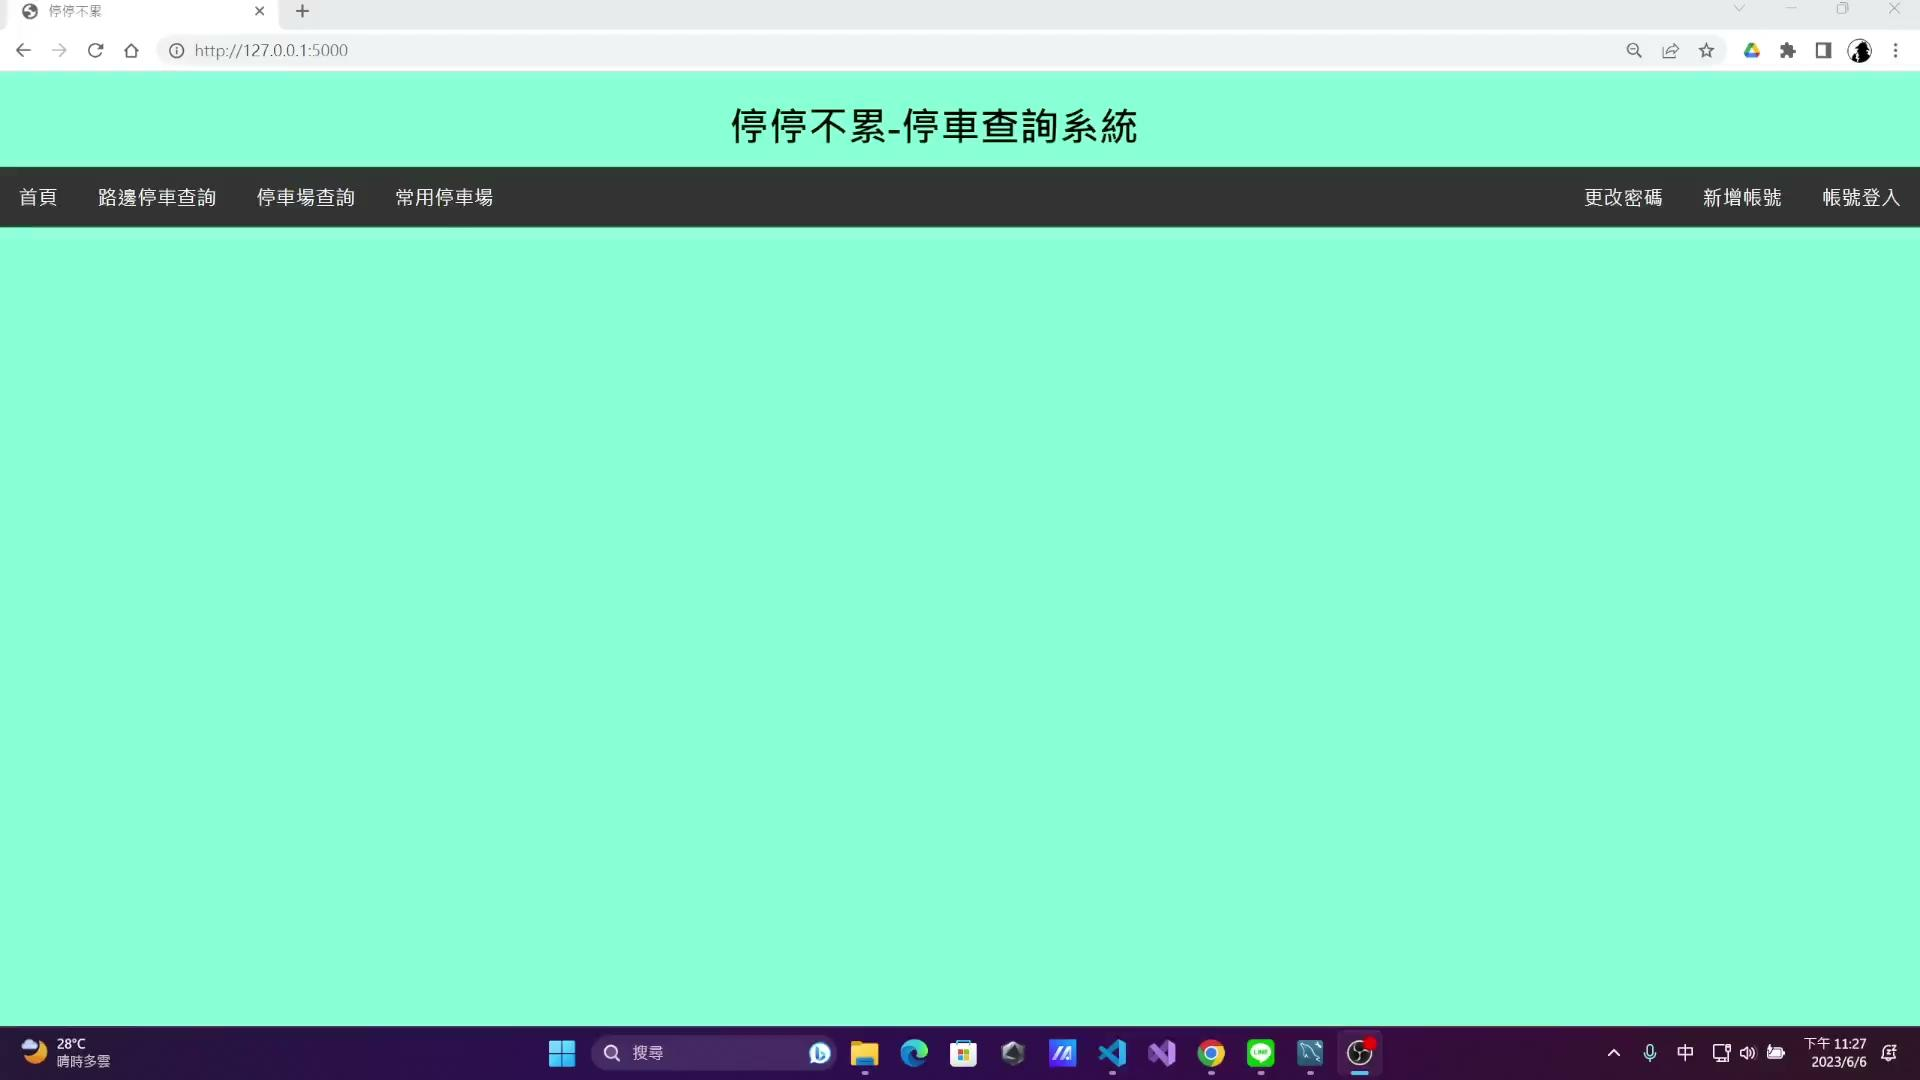 停停不累
http://127.0.0.1:5000
停停不累-停車查詢系統
首頁 路邊停車查詢 停車場查詢 常用停車場 更改密碼 新增帳號 帳號登入
28°C
晴時多雲
搜尋
LINE
中
下午 11:27
2023/6/6